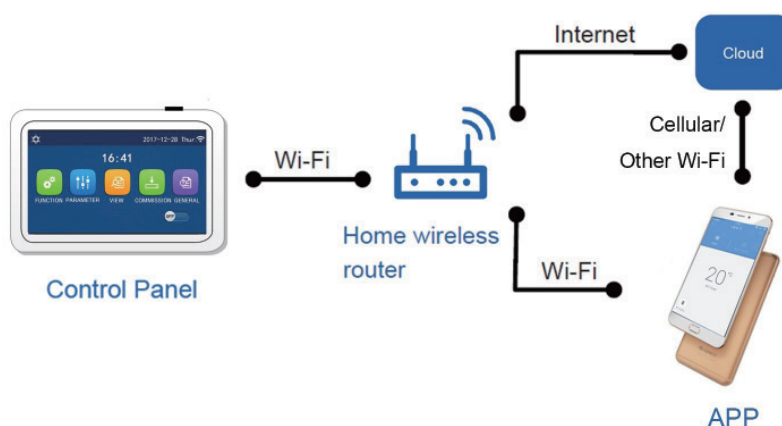 Internet
Cloud
Cellular/
Other Wi-Fi
2017-12-28 Thur.
16:41
Wi-Fi
FUNCTION PARAMETER VIEW COMMISSION GENERAL
OFF
Home wireless
router
Control Panel
Wi-Fi
20°C
APP